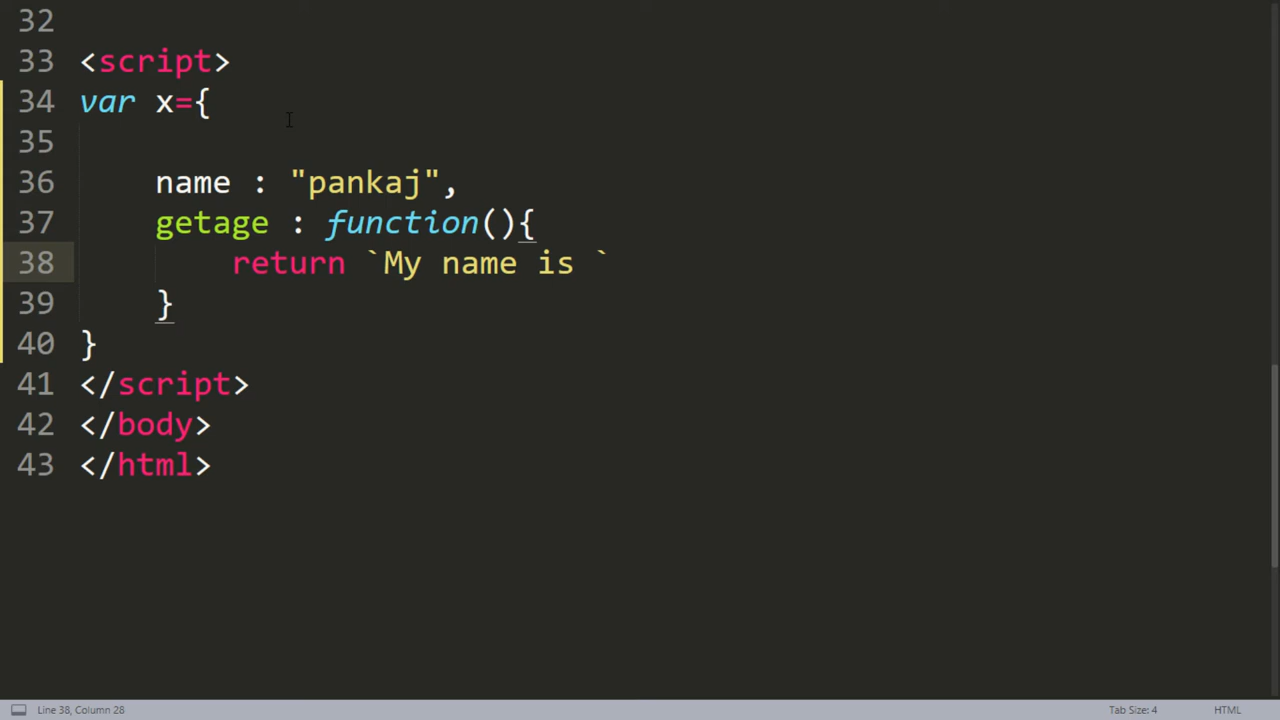 32
33 <script>
34 var x={
35
36 name : "pankaj",
37 getage : function(){
38 return `My name is `
39 }
40 }
41 </script>
42 </body>
43 </html>
Line 38, Column 28 Tab Size: 4 HTML